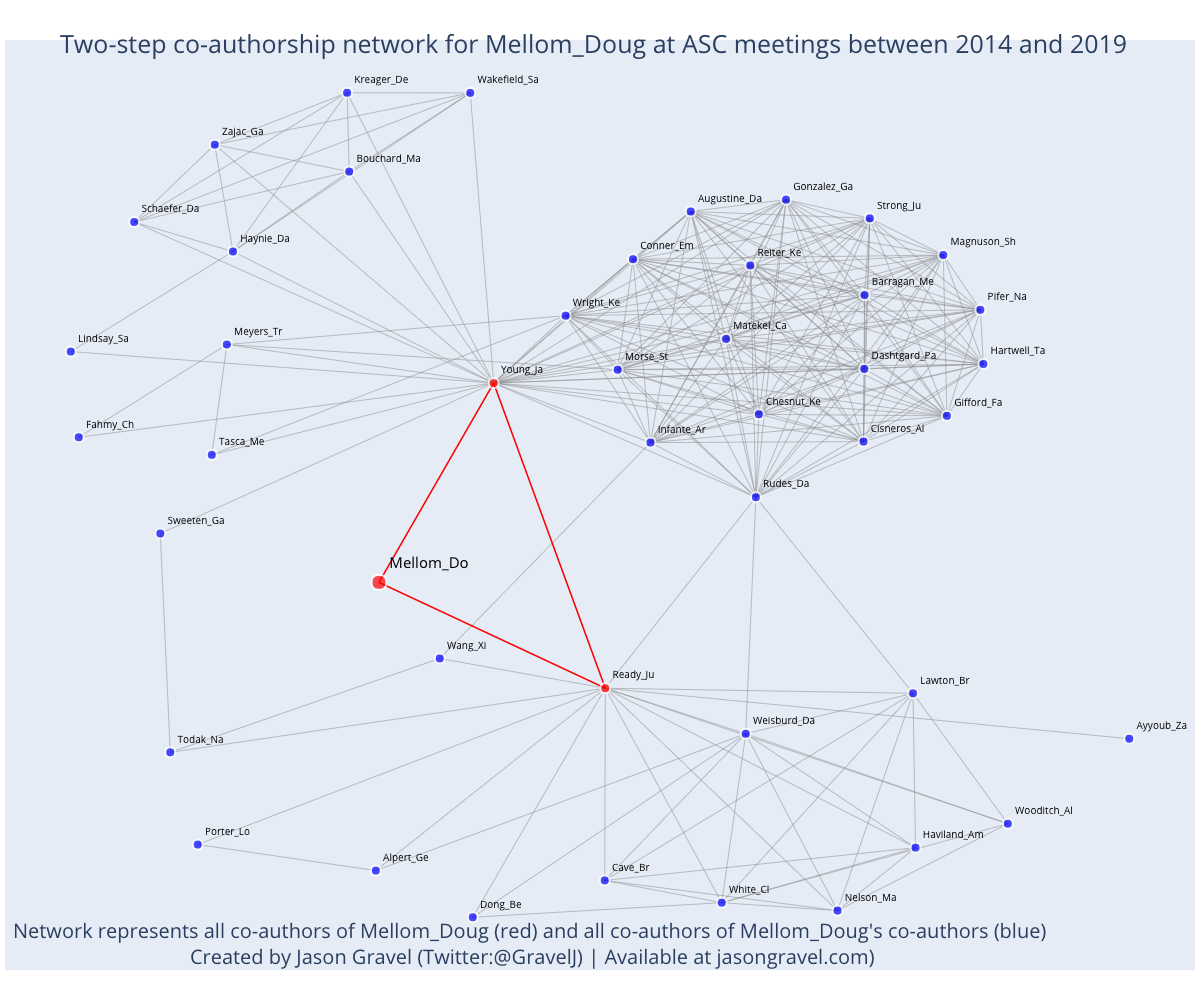 Two-step co-authorship network for Mellom_Doug at ASC meetings between 2014 and 2019
Kreager_De
Wakefield_Sa
Zajac_Ga
Bouchard_Ma
Schaefer_Da
Haynie_Da
Gonzalez_Ga
Augustine_Da
Strong_Ju
Magnuson_Sh
Conner_Em
Reiter_Ke
Barragan_Me
Pifer_Na
Wright_Ke
Matekel_Ca
Lindsay_Sa
Meyers_Tr
Morse_St
Dashtgard_Pa
Hartwell_Ta
Young_Ja
Chesnut_Ke
Gifford_Fa
Fahmy_Ch
Tasca_Me
Infante_Ar
Cisneros_Al
Rudes_Da
Sweeten_Ga
Mellom_Do
Wang_Xi
Ready_Ju
Lawton_Br
Weisburd_Da
Ayyoub_Za
Todak_Na
Wooditch_Al
Porter_Lo
Haviland_Am
Alpert_Ge
Cave_Br
White_Cl
Nelson_Ma
Dong_Be
Network represents all co-authors of Mellom_Doug (red) and all co-authors of Mellom_Doug's co-authors (blue)
Created by Jason Gravel (Twitter:@GravelJ) | Available at jasongravel.com)